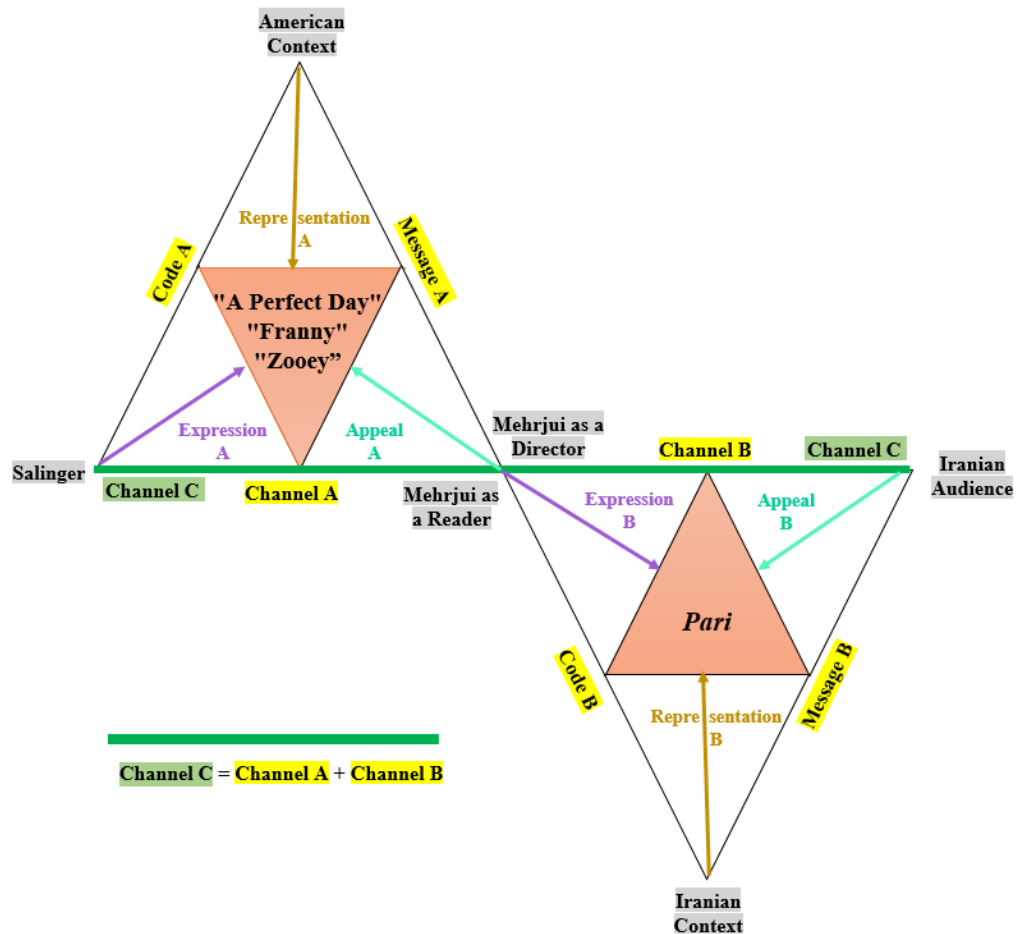 American
Context
Repre sentation
A
Code A
Message A
"A Perfect Day"
"Franny"
"Zooey”
Expression
A
Appeal
A
Salinger
Channel C
Channel A
Mehrjui as
a Reader
Mehrjui as a
Director
Channel B
Channel C
Iranian
Audience
Expression
B
Appeal
B
Pari
Code B
Message B
Repre sentation
B
Channel C = Channel A + Channel B
Iranian
Context